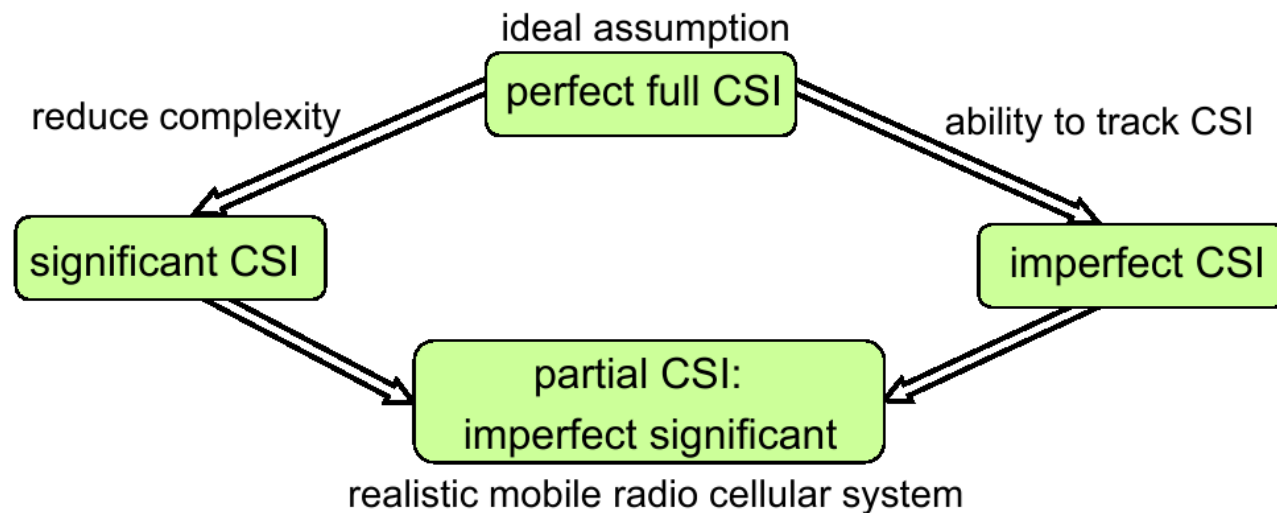 ideal assumption
perfect full CSI
reduce complexity
ability to track CSI
significant CSI
imperfect CSI
partial CSI:
imperfect significant
realistic mobile radio cellular system